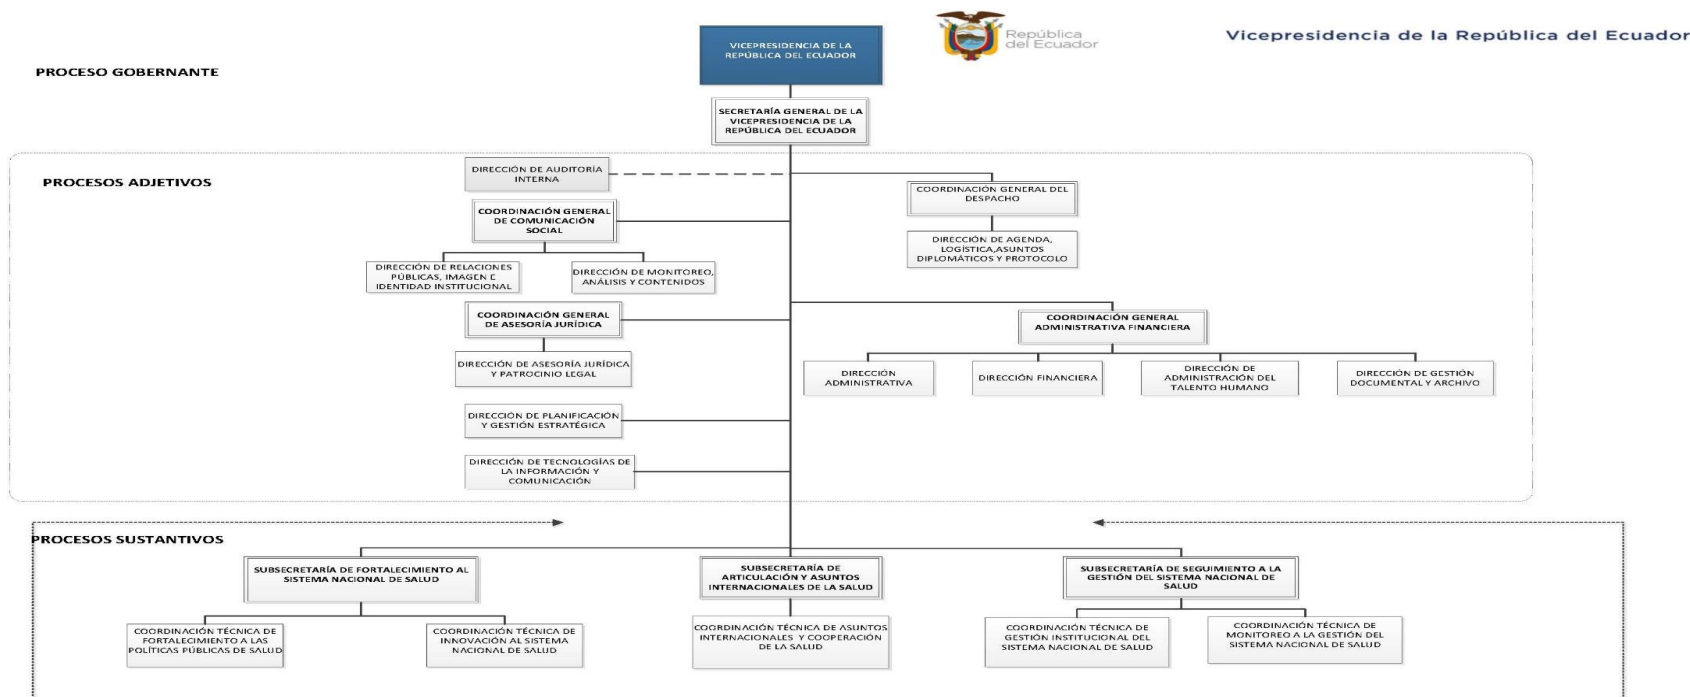 República
del Ecuador
Vicepresidencia de la República del Ecuador
VICEPRESIDENCIA DE LA
REPÚBLICA DEL ECUADOR
PROCESO GOBERNANTE
SECRETARÍA GENERAL DE LA
VICEPRESIDENCIA DE LA
REPÚBLICA DEL ECUADOR
PROCESOS ADJETIVOS
DIRECCIÓN DE AUDITORÍA
INTERNA
COORDINACIÓN GENERAL DEL
DESPACHO
COORDINACIÓN GENERAL
DE COMUNICACIÓN
SOCIAL
DIRECCIÓN DE AGENDA,
LOGÍSTICA,ASUNTOS
DIPLOMÁTICOS Y PROTOCOLO
DIRECCIÓN DE RELACIONES
PÚBLICAS, IMAGEN E
IDENTIDAD INSTITUCIONAL
DIRECCIÓN DE MONITOREO,
ANÁLISIS Y CONTENIDOS
COORDINACIÓN GENERAL
DE ASESORÍA JURÍDICA
COORDINACIÓN GENERAL
ADMINISTRATIVA FINANCIERA
DIRECCIÓN DE ASESORÍA JURÍDICA
Y PATROCINIO LEGAL
DIRECCIÓN
ADMINISTRATIVA
DIRECCIÓN FINANCIERA
DIRECCIÓN DE
ADMINISTRACIÓN DEL
TALENTO HUMANO
DIRECCIÓN DE GESTIÓN
DOCUMENTAL Y ARCHIVO
DIRECCIÓN DE PLANIFICACIÓN
Y GESTIÓN ESTRATÉGICA
DIRECCIÓN DE TECNOLOGÍAS DE
LA INFORMACIÓN Y
COMUNICACIÓN
PROCESOS SUSTANTIVOS
SUBSECRETARÍA DE FORTALECIMIENTO AL
SISTEMA NACIONAL DE SALUD
SUBSECRETARÍA DE
ARTICULACIÓN Y ASUNTOS
INTERNACIONALES DE LA SALUD
SUBSECRETARÍA DE SEGUIMIENTO A LA
GESTIÓN DEL SISTEMA NACIONAL DE
SALUD
COORDINACIÓN TÉCNICA DE
FORTALECIMIENTO A LAS
POLÍTICAS PÚBLICAS DE SALUD
COORDINACIÓN TÉCNICA DE
INNOVACIÓN AL SISTEMA
NACIONAL DE SALUD
COORDINACIÓN TÉCNICA DE ASUNTOS
INTERNACIONALES Y COOPERACIÓN
DE LA SALUD
COORDINACIÓN TÉCNICA DE
GESTIÓN INSTITUCIONAL DEL
SISTEMA NACIONAL DE SALUD
COORDINACIÓN TÉCNICA DE
MONITOREO A LA GESTIÓN DEL
SISTEMA NACIONAL DE SALUD